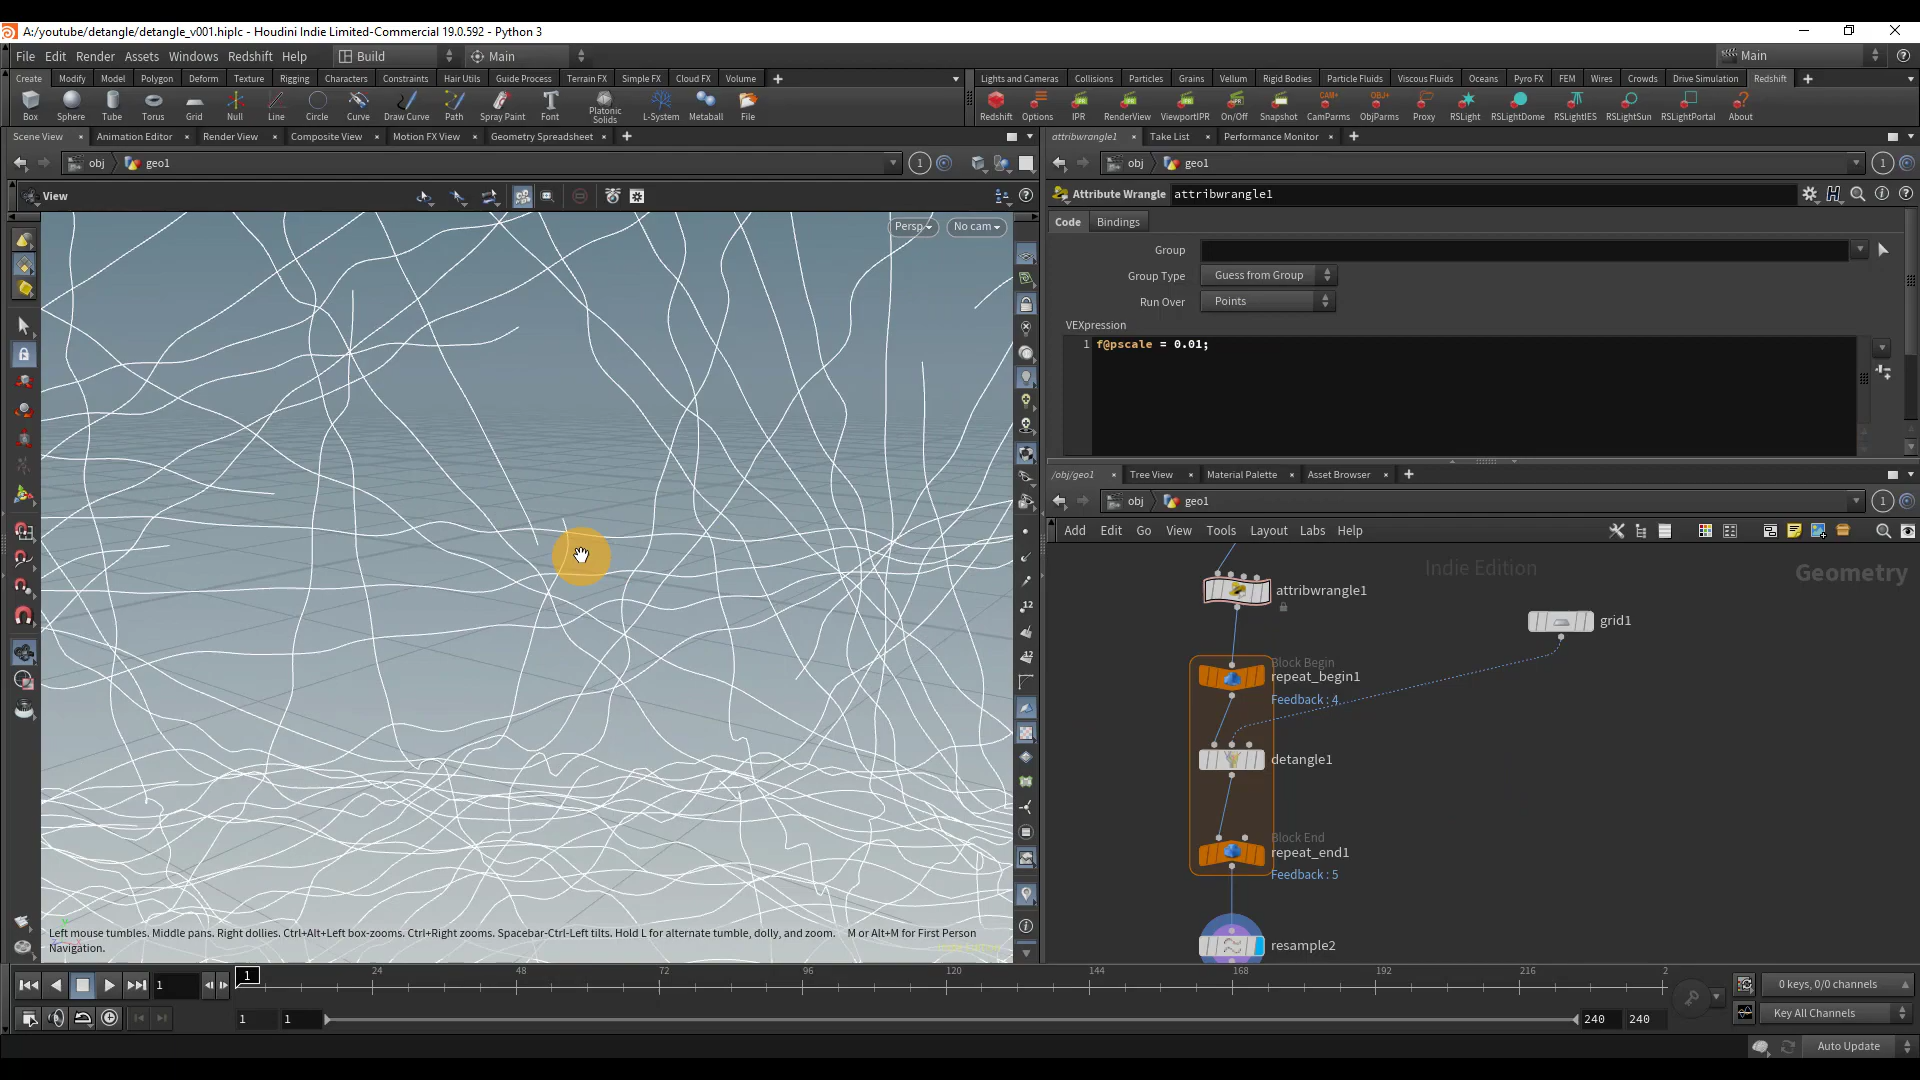 A:/youtube/detangle/detangle_v001.hiplc - Houdini Indie Limited-Commercial 19.0.592 - Python 3
File Edit Render Assets Windows Redshift Help Build Main Main
Create Modify Model Polygon Deform Texture Rigging Characters Constraints Hair Utils Guide Process Terrain FX Simple FX Cloud FX Volume
Lights and Cameras Collisions Particles Grains Vellum Rigid Bodies Particle Fluids Viscous Fluids Oceans Pyro FX FEM Wires Crowds Drive Simulation Redshift
Box Sphere Tube Torus Grid Null Line Circle Curve Draw Curve Path Spray Paint Font Platonic Solids L-System Metaball File
Redshift Options IPR RenderView ViewportIPR On/Off Snapshot CamParms ObjParms Proxy RSLight RSLightDome RSLightIES RSLightSun RSLightPortal About
Scene View Animation Editor Render View Composite View Motion FX View Geometry Spreadsheet
attribwrangle1 Take List Performance Monitor
obj geo1 1
obj geo1 1
View
Persp No cam
Attribute Wrangle attribwrangle1
Code Bindings
Group
Group Type Guess from Group
Run Over Points
VEXpression
1 f@pscale = 0.01;
/obj/geo1 Tree View Material Palette Asset Browser
obj geo1 1
Add Edit Go View Tools Layout Labs Help
Indie Edition
Geometry
attribwrangle1
grid1
Block Begin
repeat_begin1
Feedback : 4
detangle1
Block End
repeat_end1
Feedback : 5
resample2
Left mouse tumbles. Middle pans. Right dollies. Ctrl+Alt+Left box-zooms. Ctrl+Right zooms. Spacebar-Ctrl-Left tilts. Hold L for alternate tumble, dolly, and zoom. M or Alt+M for First Person
Navigation.
1 1 24 48 72 96 120 144 168 192 216 2
0 keys, 0/0 channels
1 1 240 240
Key All Channels
Auto Update